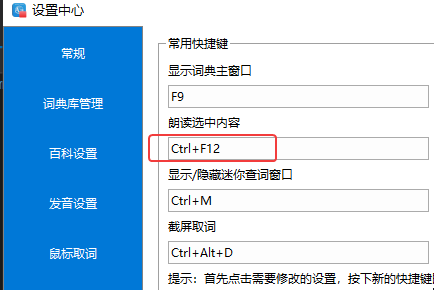 设置中心
常规
词典库管理
百科设置
发音设置
鼠标取词
常用快捷键
显示词典主窗口
F9
朗读选中内容
Ctrl+F12
显示/隐藏迷你查词窗口
Ctrl+M
截屏取词
Ctrl+Alt+D
提示：首先点击需要修改的设置，按下新的快捷键